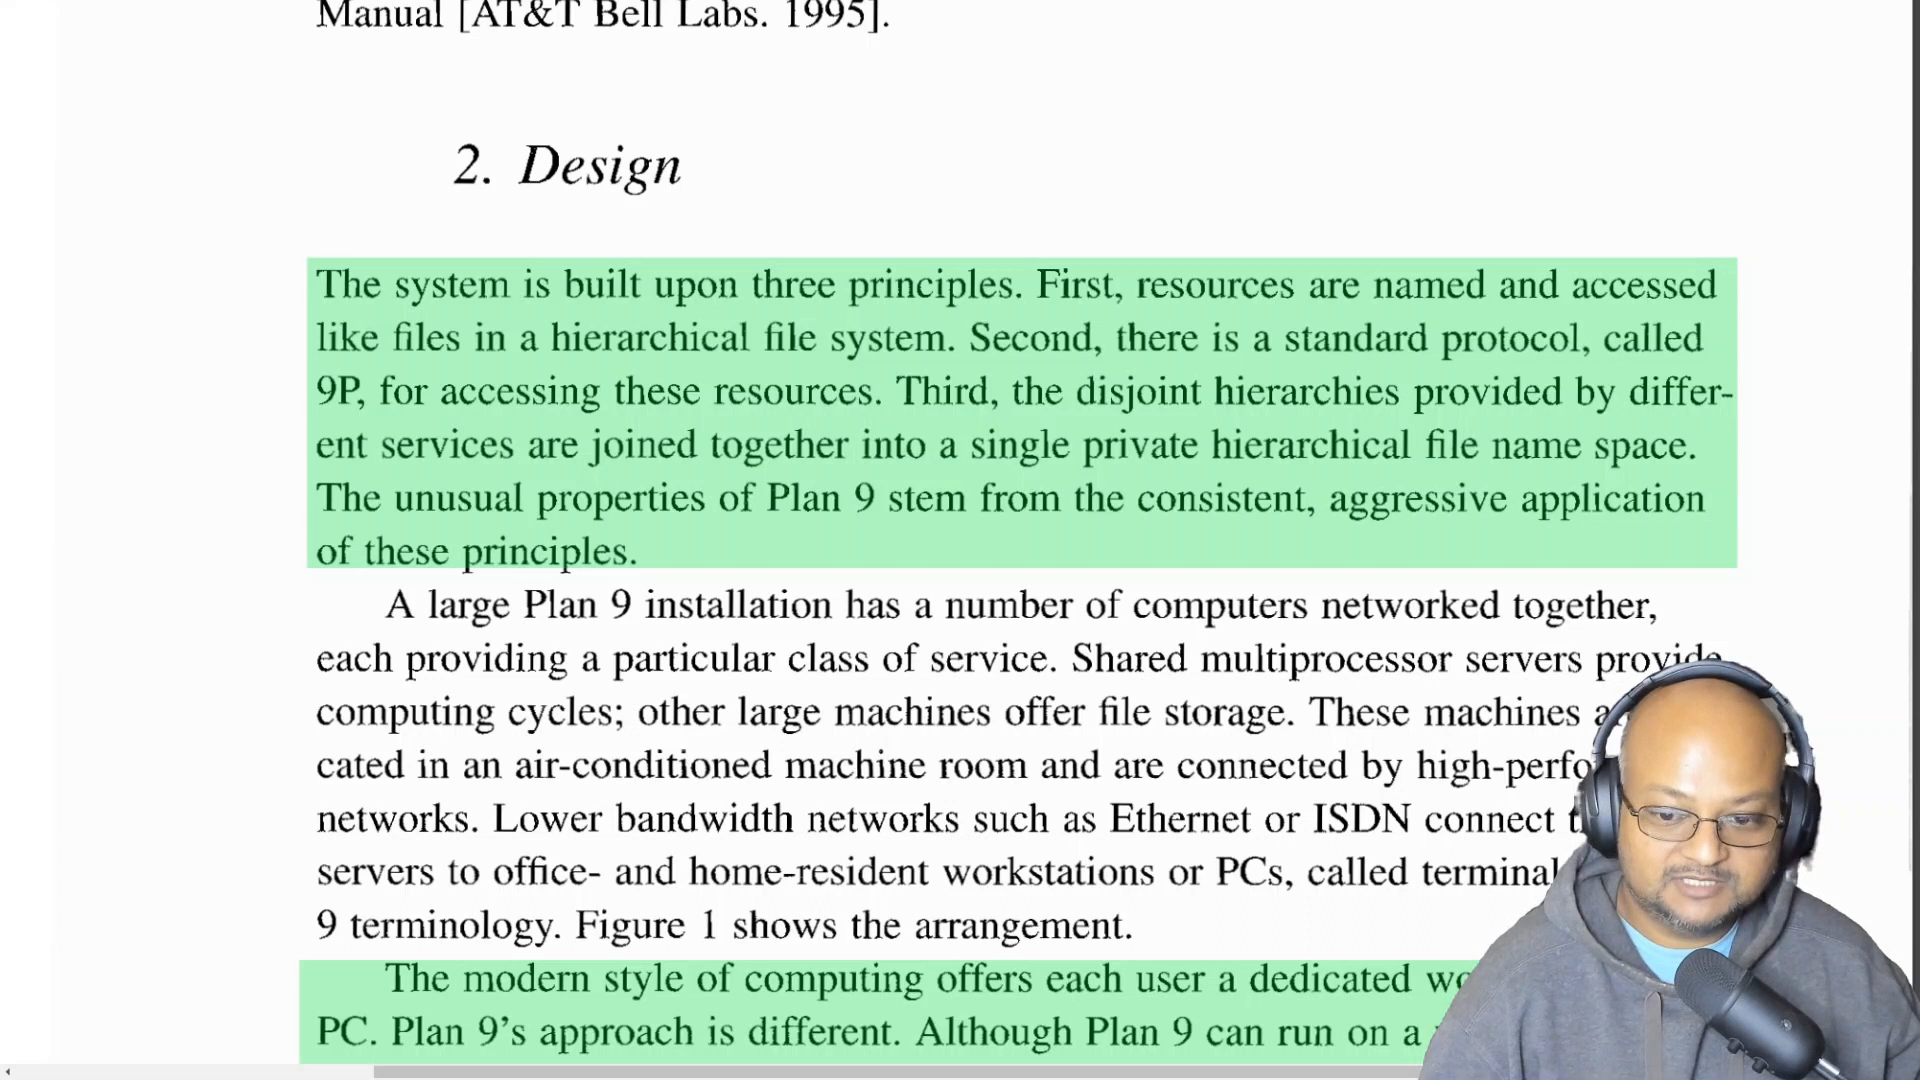 Manual [AT&T Bell Labs. 1995].
2. Design
The system is built upon three principles. First, resources are named and accessed
like files in a hierarchical file system. Second, there is a standard protocol, called
9P, for accessing these resources. Third, the disjoint hierarchies provided by differ-
ent services are joined together into a single private hierarchical file name space.
The unusual properties of Plan 9 stem from the consistent, aggressive application
of these principles.
A large Plan 9 installation has a number of computers networked together,
each providing a particular class of service. Shared multiprocessor servers provide
computing cycles; other large machines offer file storage. These machines
cated in an air-conditioned machine room and are connected by
networks. Lower bandwidth networks such as Ethernet or ISDN connect
servers to office- and home-resident workstations or PCs, called
9 terminology. Figure 1 shows the arrangement.
The modern style of computing offers each user a dedicated
PC. Plan 9's approach is different. Although Plan 9 can run on a